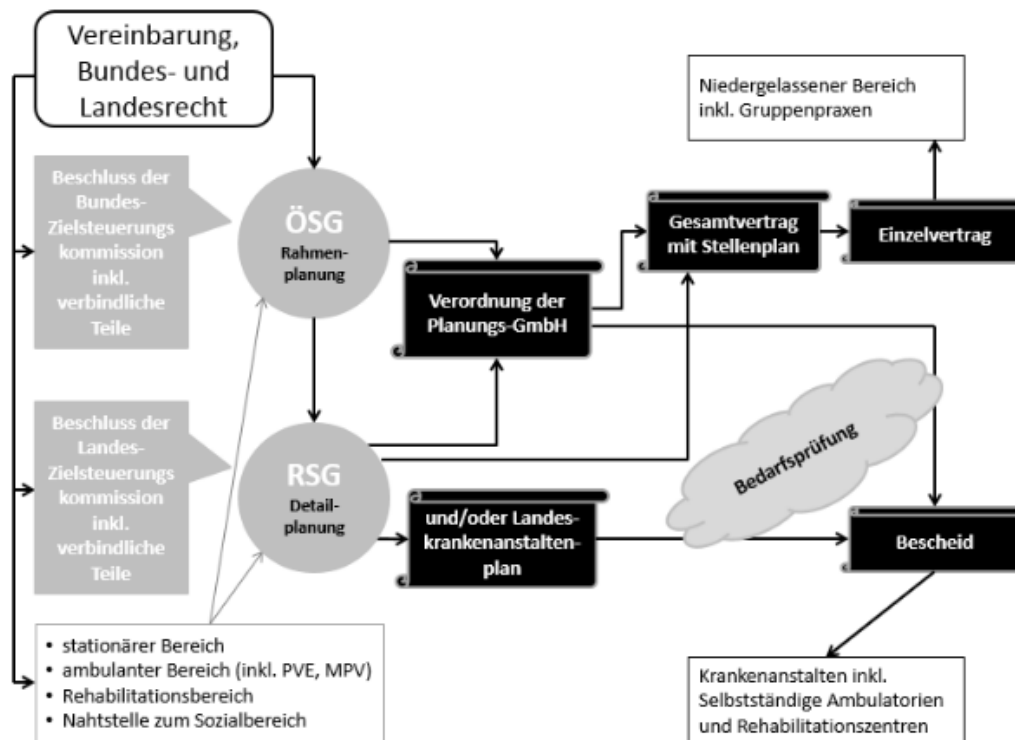 Vereinbarung,
Bundes- und
Landesrecht
Niedergelassener Bereich
inkl. Gruppenpraxen
Beschluss der
Bundes-
Zielsteuerungs
kommission
inkl.
verbindliche
Teile
ÖSG
Rahmen-
planung
Gesamtvertrag
mit Stellenplan
Einzelvertrag
Verordnung der
Planungs-GmbH
Beschluss der
Landes-
Zielsteuerungs
kommission
inkl.
verbindliche
Teile
RSG
Detail-
planung
und/oder Landes-
krankenanstalten-
plan
Bedarfsprüfung
Bescheid
• stationärer Bereich
• ambulanter Bereich (inkl. PVE, MPV)
• Rehabilitationsbereich
• Nahtstelle zum Sozialbereich
Krankenanstalten inkl.
Selbstständige Ambulatorien
und Rehabilitationszentren